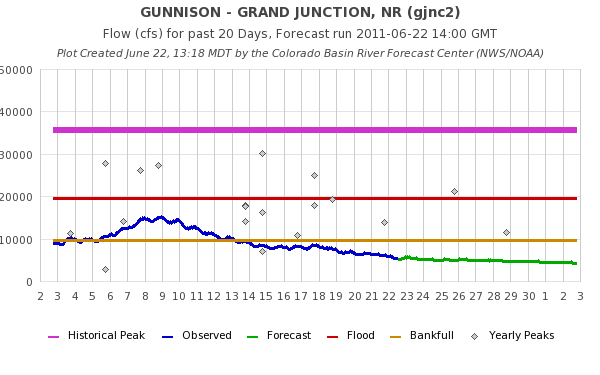 GUNNISON - GRAND JUNCTION, NR (gjnc2)
Flow (cfs) for past 20 Days, Forecast run 2011-06-22 14:00 GMT
Plot Created June 22, 13:18 MDT by the Colorado Basin River Forecast Center (NWS/NOAA)
50000
40000
30000
20000
10000
0
2 3 4 5 6 7 8 9 10 11 12 13 14 15 16 17 18 19 20 21 22 23 24 25 26 27 28 29 30 1 2 3
Historical Peak Observed Forecast Flood Bankfull Yearly Peaks